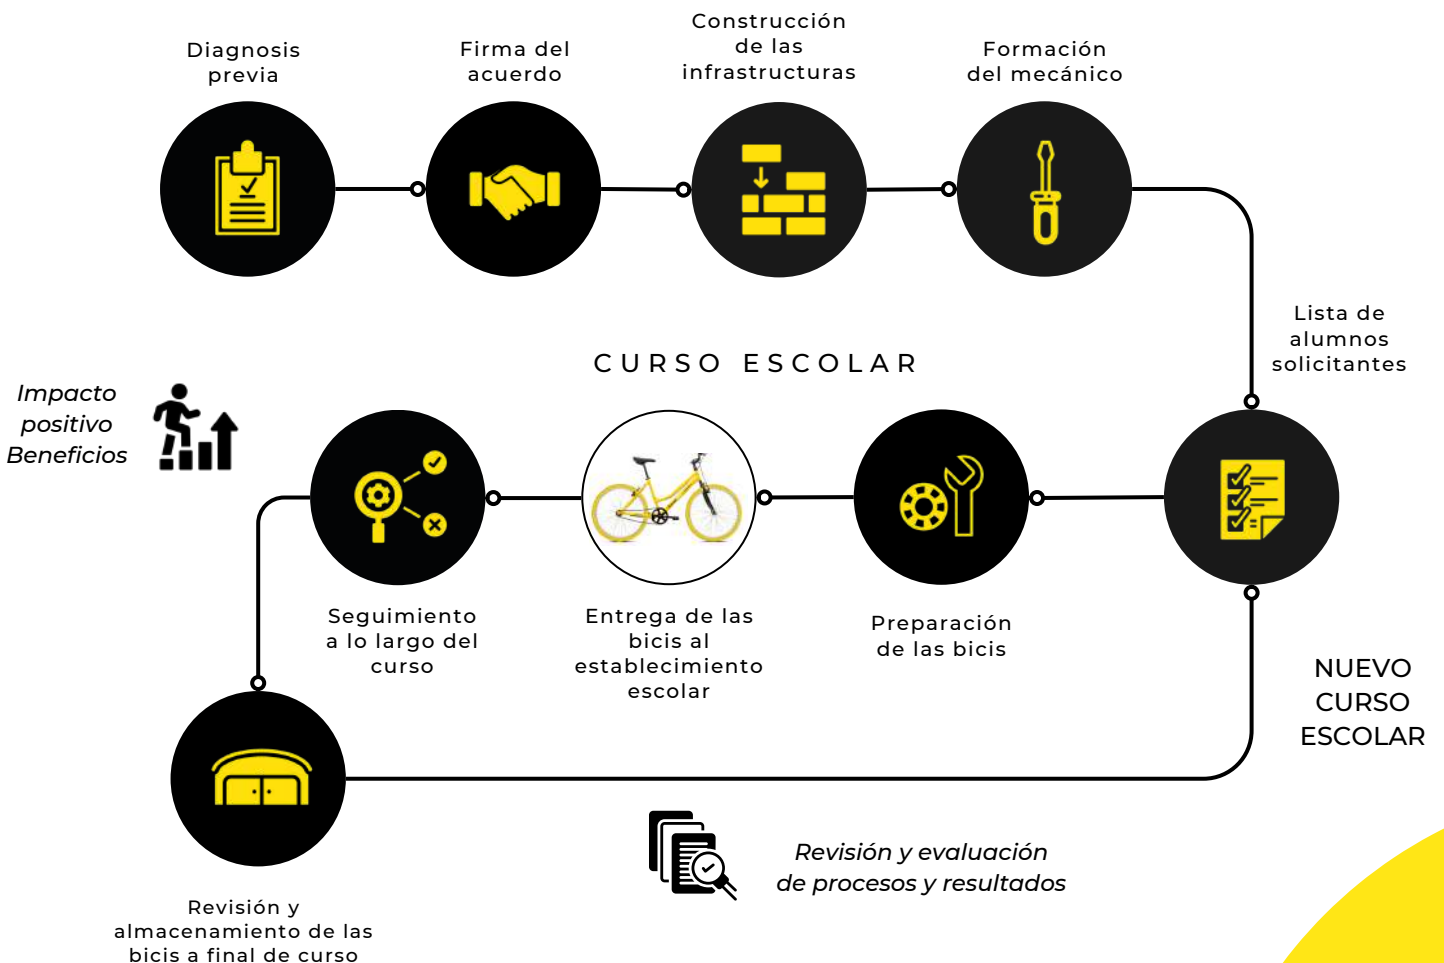 Diagnosis
previa
Firma del
acuerdo
Construcción
de las
infrastructuras
Formación
del mecánico
Lista de
alumnos
solicitantes
CURSO ESCOLAR
Impacto
positivo
Beneficios
Seguimiento
a lo largo del
curso
Entrega de las
bicis al
establecimiento
escolar
Preparación
de las bicis
NUEVO
CURSO
ESCOLAR
Revisión y evaluación
de procesos y resultados
Revisión y
almacenamiento de las
bicis a final de curso